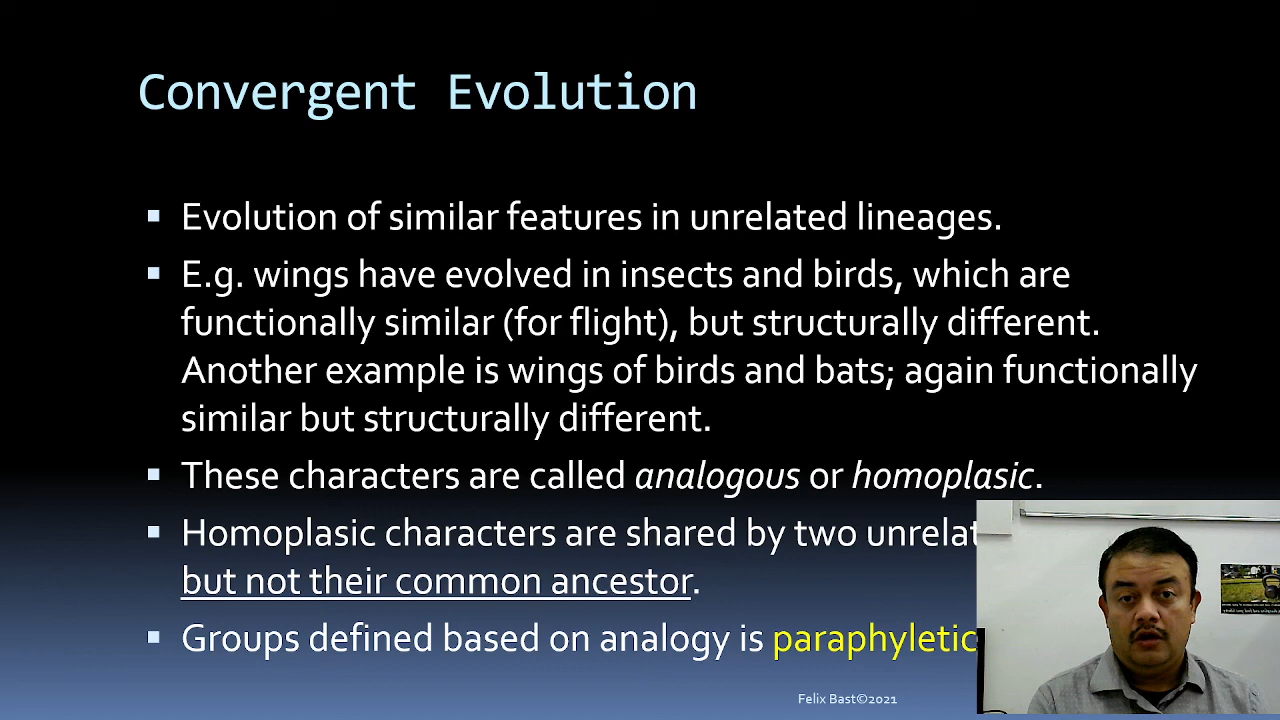 Convergent Evolution
▪ Evolution of similar features in unrelated lineages.
▪ E.g. wings have evolved in insects and birds, which are
functionally similar (for flight), but structurally different.
Another example is wings of birds and bats; again functionally
similar but structurally different.
▪ These characters are called analogous or homoplasic.
▪ Homoplasic characters are shared by two
but not their common ancestor.
▪ Groups defined based on analogy is paraphyletic
Felix Bast©2021